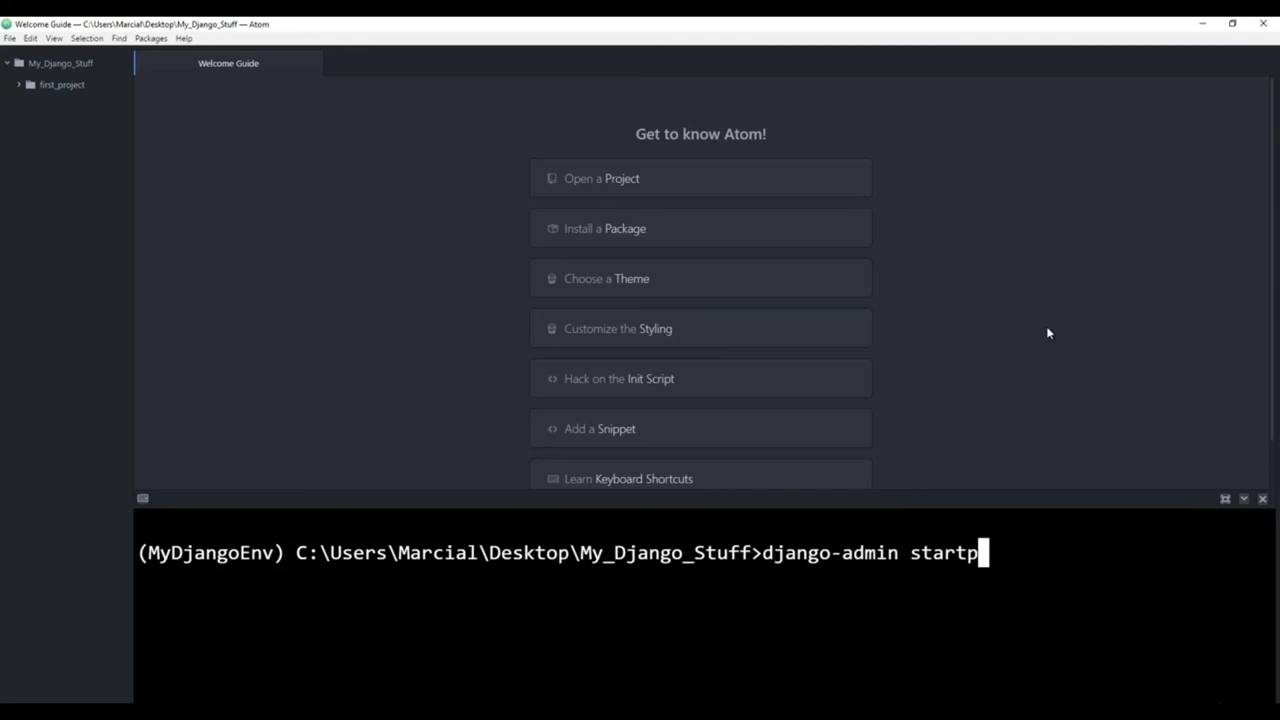 Welcome Guide — C:\Users\Marcial\Desktop\My_Django_Stuff — Atom
File Edit View Selection Find Packages Help
My_Django_Stuff
first_project
Welcome Guide
Get to know Atom!
Open a Project
Install a Package
Choose a Theme
Customize the Styling
Hack on the Init Script
Add a Snippet
Learn Keyboard Shortcuts
(MyDjangoEnv) C:\Users\Marcial\Desktop\My_Django_Stuff>django-admin startp